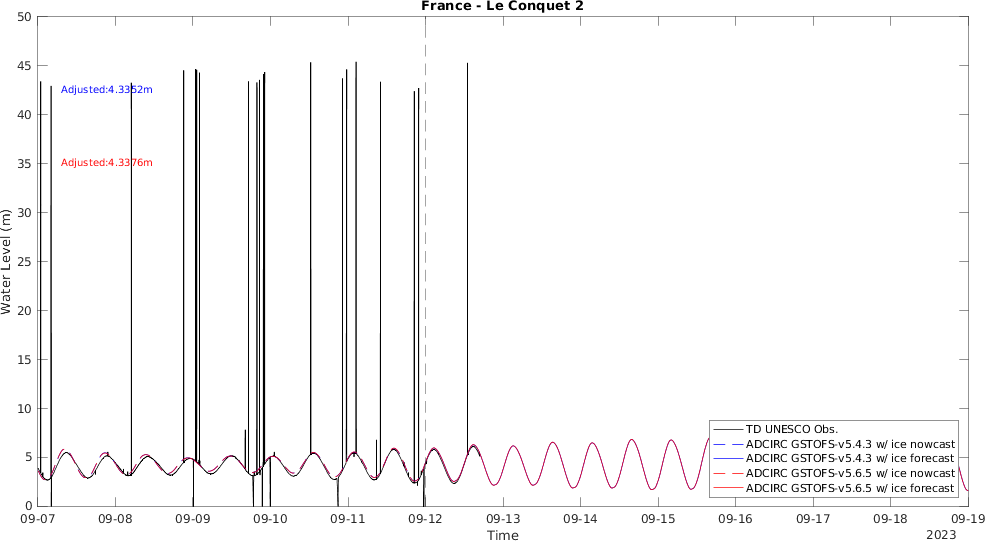 France - Le Conquet 2
50
45
40
35
30
25
20
15
10
5
0
Water Level (m)
Adjusted:4.3352m
Adjusted:4.3376m
TD UNESCO Obs.
ADCIRC GSTOFS-v5.4.3 w/ ice nowcast
ADCIRC GSTOFS-v5.4.3 w/ ice forecast
ADCIRC GSTOFS-v5.6.5 w/ ice nowcast
ADCIRC GSTOFS-v5.6.5 w/ ice forecast
09-07 09-08 09-09 09-10 09-11 09-12 09-13 09-14 09-15 09-16 09-17 09-18 09-19
Time
2023